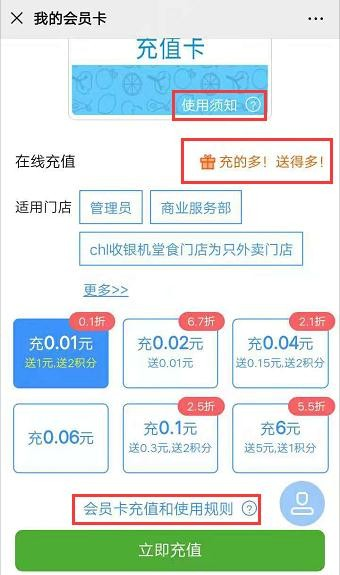 我的会员卡
充值卡
使用须知 ?
在线充值
充的多！送得多！
适用门店
管理员
商业服务部
chl收银机堂食门店为只外卖门店
更多>>
0.1折
充0.01元
送1元,送2积分
6.7折
充0.02元
送0.01元
2.1折
充0.04元
送0.15元,送2积分
充0.06元
2.5折
充0.1元
送0.3元,送2积分
5.5折
充6元
送5元,送1积分
会员卡充值和使用规则 ?
立即充值